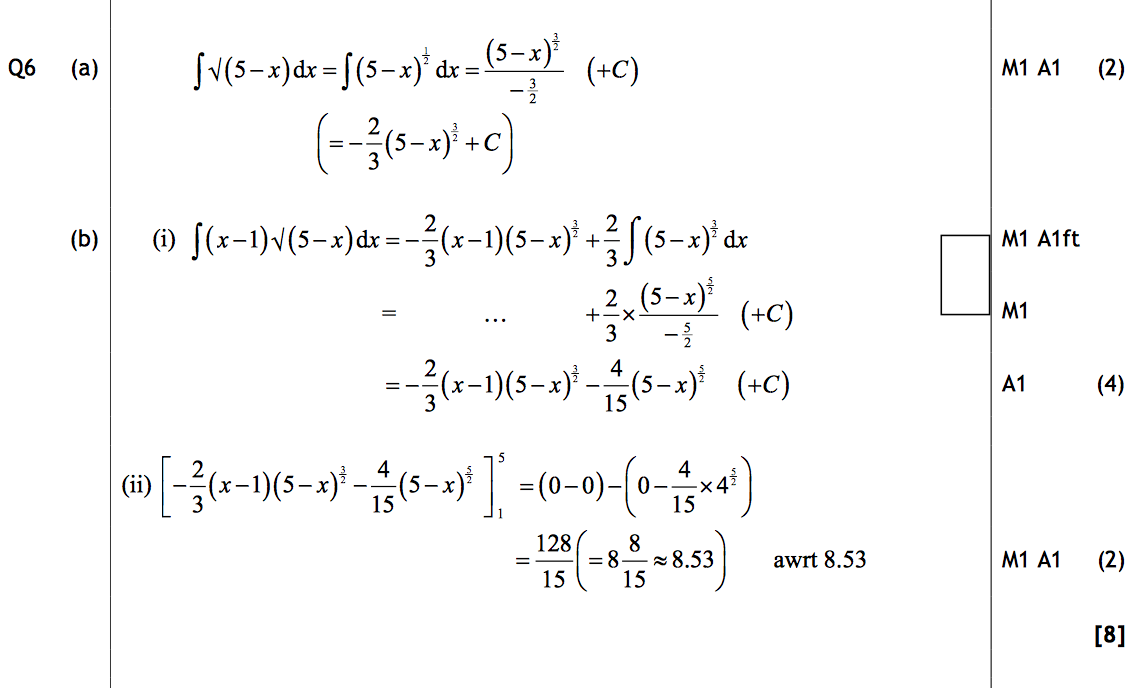 Q6 (a) ∫√(5−x)dx = ∫(5−x)^{1/2} dx = (5−x)^{3/2} / −3/2 (+C) M1 A1 (2)
( = −2/3 (5−x)^{3/2} + C )
(b) (i) ∫(x−1)√(5−x)dx = −2/3 (x−1)(5−x)^{3/2} + 2/3 ∫(5−x)^{3/2} dx M1 A1ft
= ... + 2/3 × (5−x)^{5/2} / −5/2 (+C) M1
= −2/3 (x−1)(5−x)^{3/2} − 4/15 (5−x)^{5/2} (+C) A1 (4)
(ii) [ −2/3 (x−1)(5−x)^{3/2} − 4/15 (5−x)^{5/2} ]_1^5 = (0−0) − ( 0 − 4/15 × 4^{5/2} )
= 128/15 ( = 8 8/15 ≈ 8.53 ) awrt 8.53 M1 A1 (2)
[8]